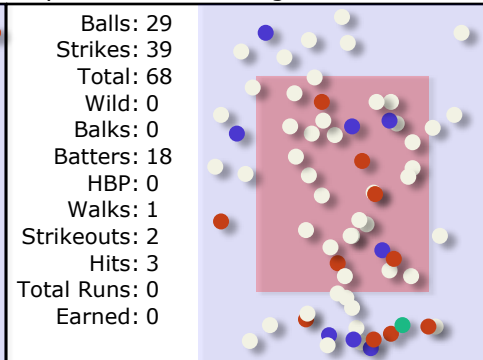 Balls: 29
Strikes: 39
Total: 68
Wild: 0
Balks: 0
Batters: 18
HBP: 0
Walks: 1
Strikeouts: 2
Hits: 3
Total Runs: 0
Earned: 0